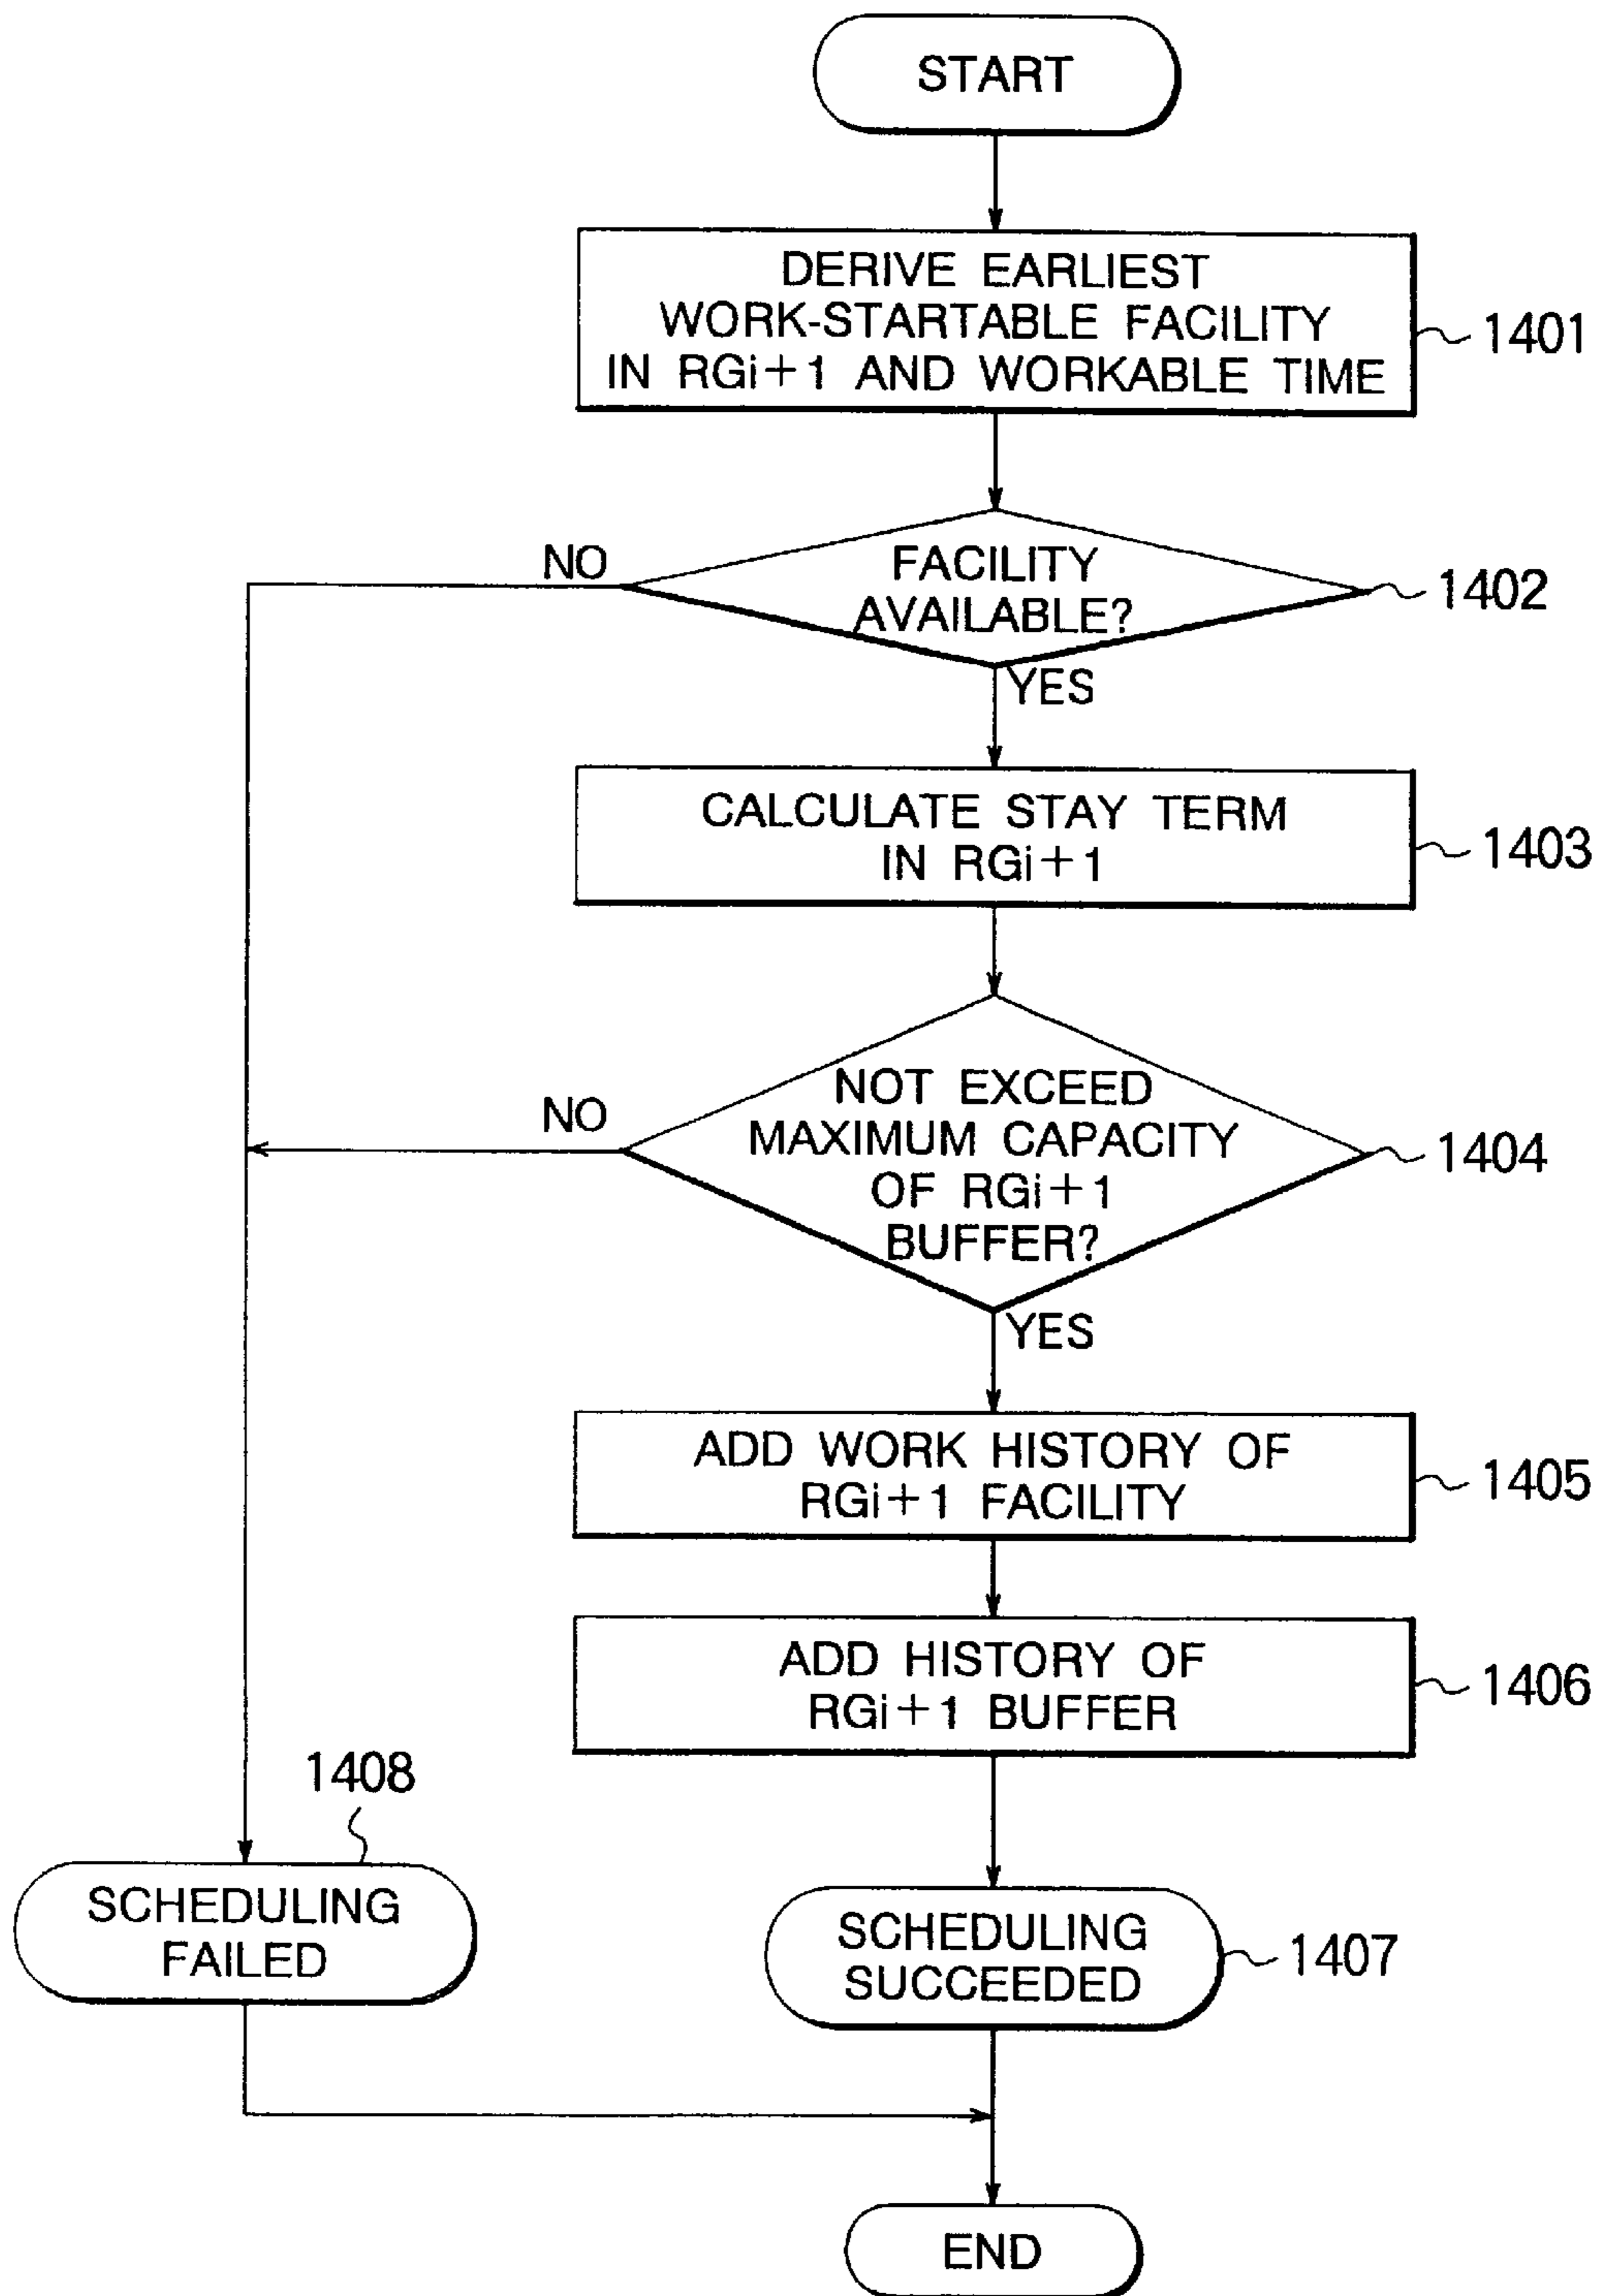 START
DERIVE EARLIEST
WORK-STARTABLE FACILITY
IN RGi+1 AND WORKABLE TIME
1401
NO
FACILITY
AVAILABLE?
1402
YES
CALCULATE STAY TERM
IN RGi+1
1403
NO
NOT EXCEED
MAXIMUM CAPACITY
OF RGi+1
BUFFER?
1404
YES
ADD WORK HISTORY OF
RGi+1 FACILITY
1405
ADD HISTORY OF
RGi+1 BUFFER
1406
1408
SCHEDULING
FAILED
SCHEDULING
SUCCEEDED
1407
END